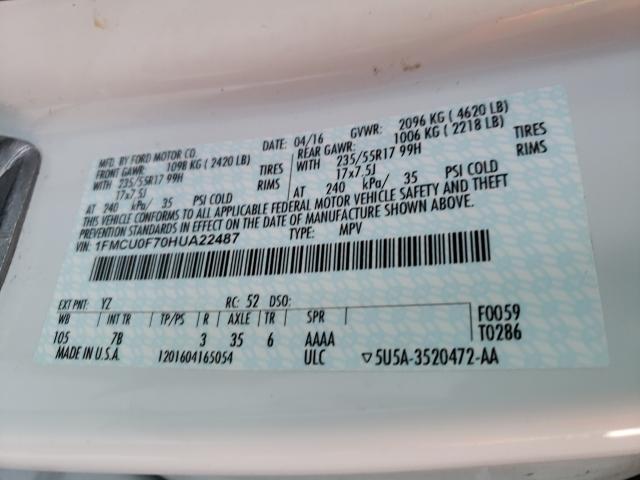 MFD. BY FORD MOTOR CO.
DATE: 04/16 GVWR: 2096 KG ( 4620 LB)
FRONT GAWR: 1098 KG ( 2420 LB) REAR GAWR: 1006 KG ( 2218 LB)
WITH 235/55R17 99H TIRES WITH 235/55R17 99H TIRES
17x7.5J RIMS 17x7.5J RIMS
AT 240 kPa/ 35 PSI COLD AT 240 kPa/ 35 PSI COLD
THIS VEHICLE CONFORMS TO ALL APPLICABLE FEDERAL MOTOR VEHICLE SAFETY AND THEFT
PREVENTION STANDARDS IN EFFECT ON THE DATE OF MANUFACTURE SHOWN ABOVE.
VIN: 1FMCU0F70HUA22487 TYPE: MPV
EXT PNT: YZ RC: 52 DSO:
WB INT TR TP/PS R AXLE TR SPR F0059
105 7B 3 35 6 AAAA T0286
MADE IN U.S.A. 1201604165054 ULC ▽5U5A-3520472-AA